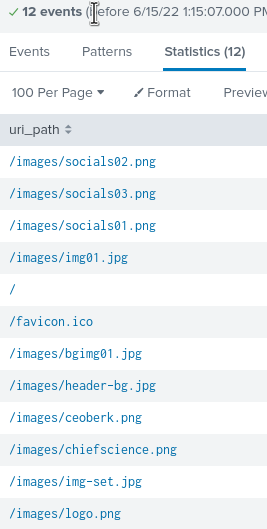 ✓ 12 events (before 6/15/22 1:15:07.000 PM
Events Patterns Statistics (12)
100 Per Page Format Preview
uri_path
/images/socials02.png
/images/socials03.png
/images/socials01.png
/images/img01.jpg
/
/favicon.ico
/images/bgimg01.jpg
/images/header-bg.jpg
/images/ceoberk.png
/images/chiefscience.png
/images/img-set.jpg
/images/logo.png